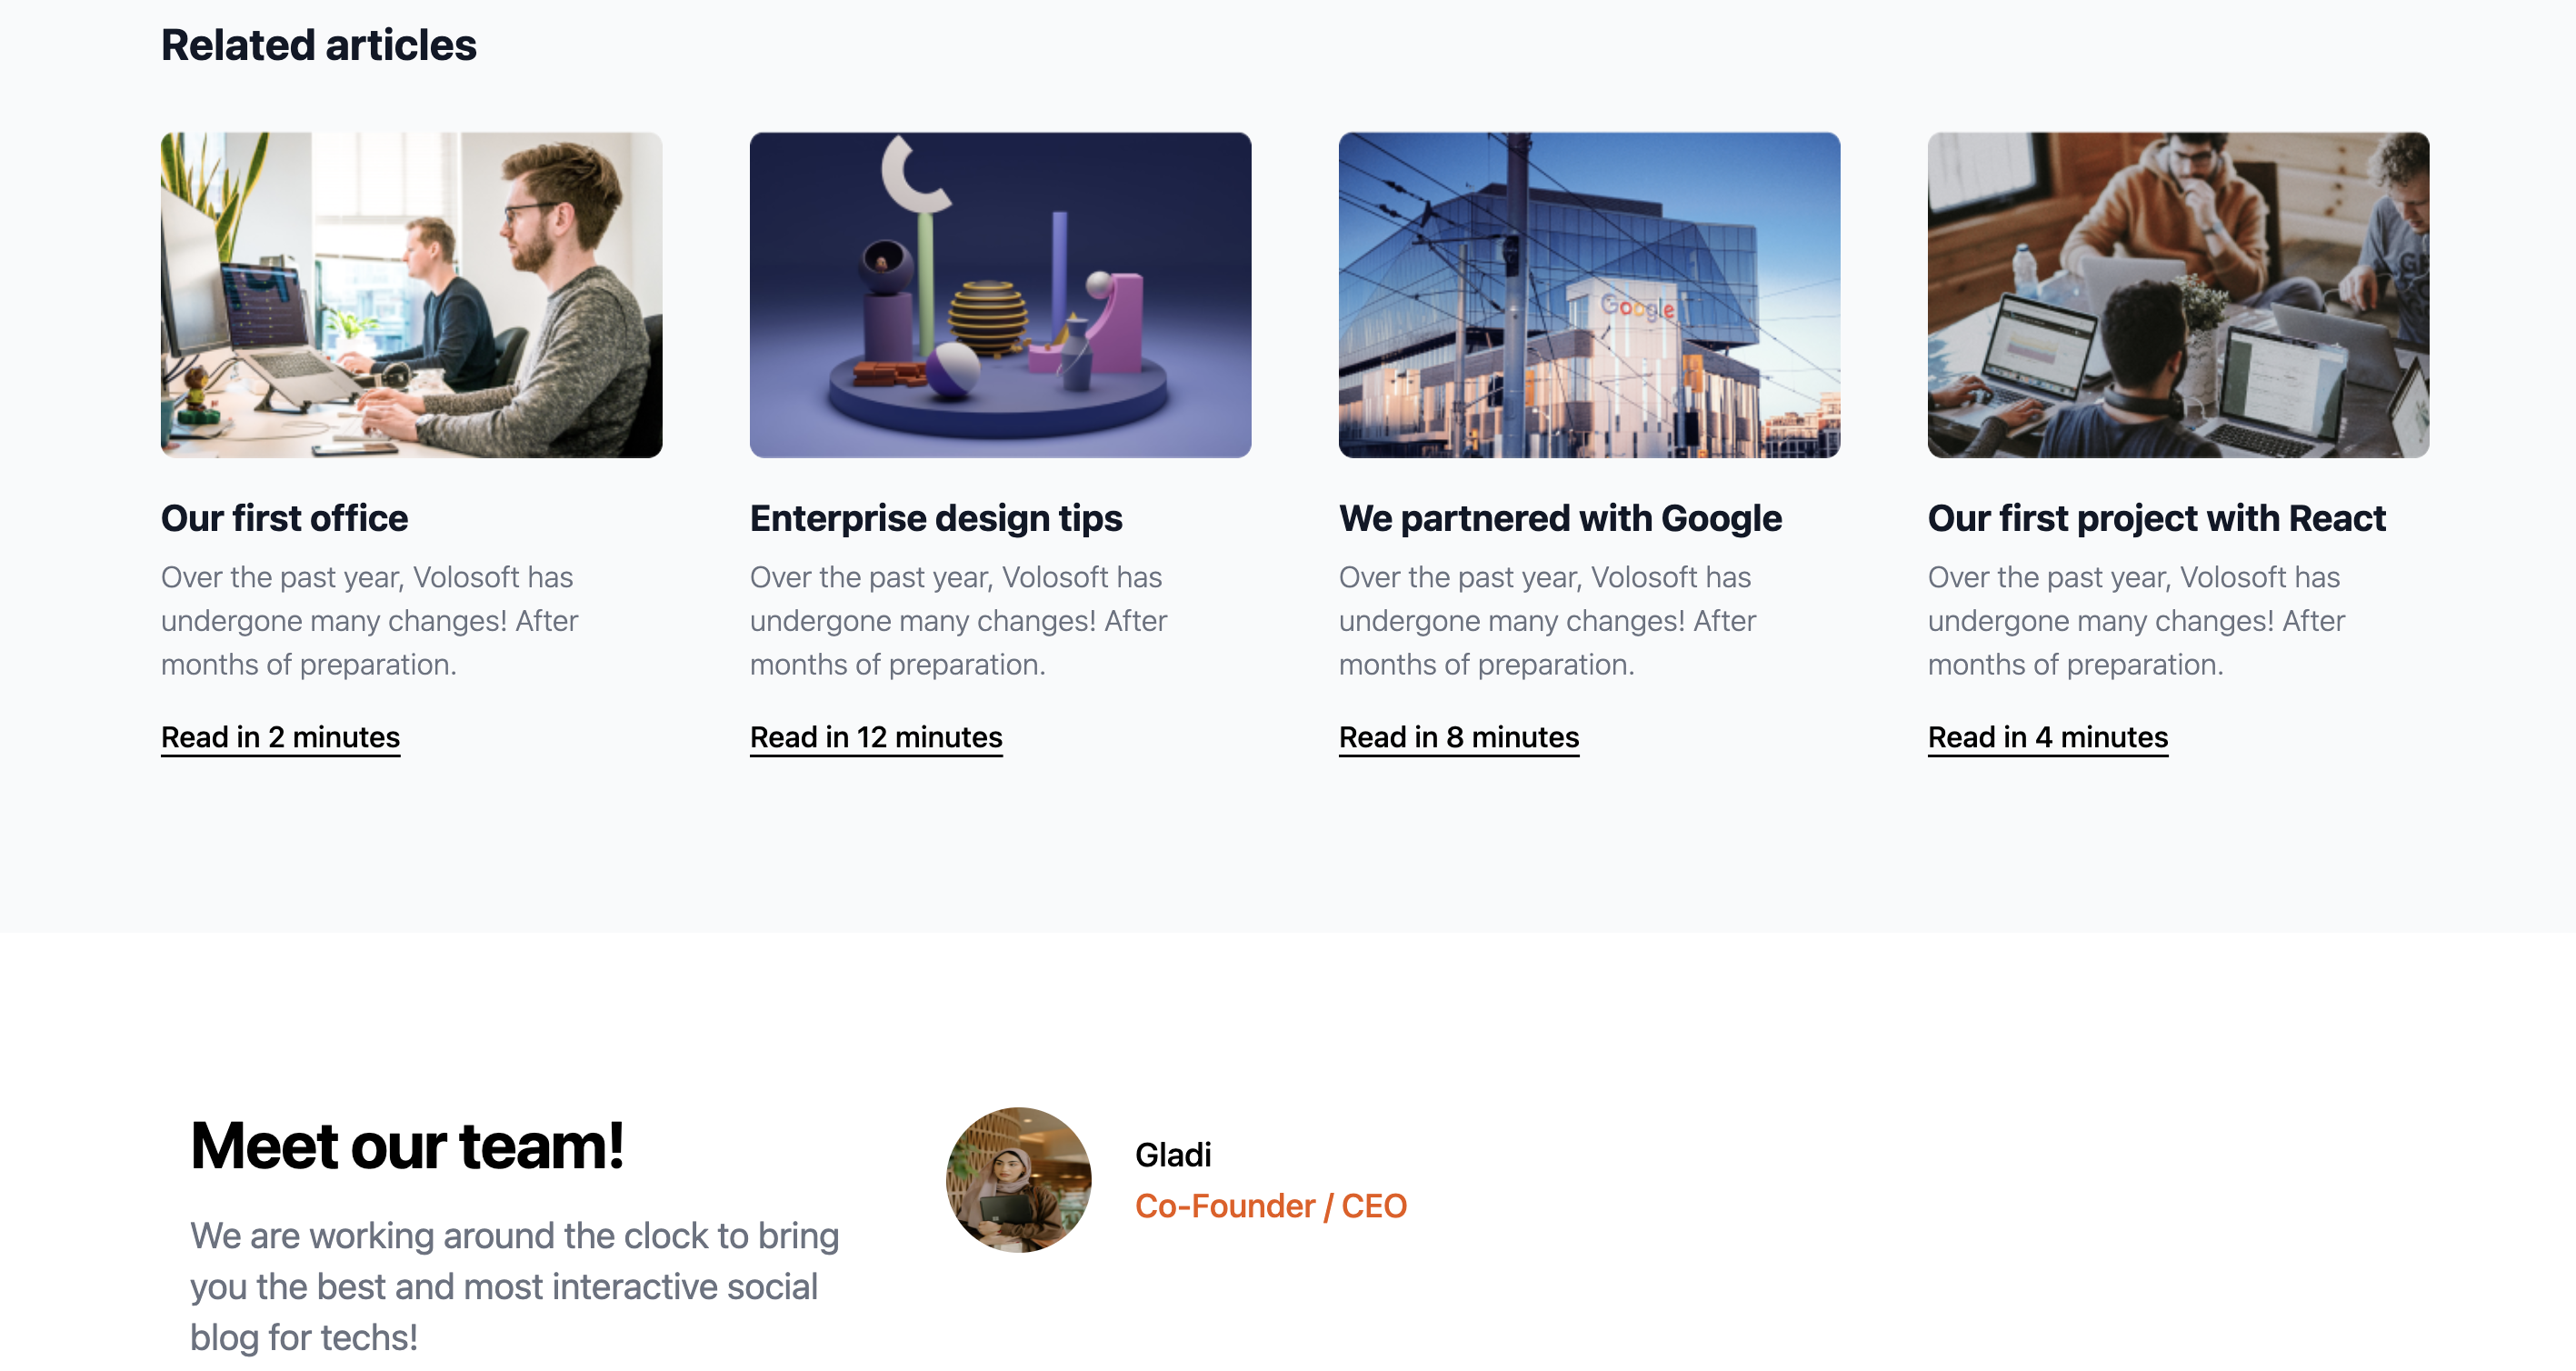 Related articles
Google
Our first office
Over the past year, Volosoft has
undergone many changes! After
months of preparation.
Read in 2 minutes
Enterprise design tips
Over the past year, Volosoft has
undergone many changes! After
months of preparation.
Read in 12 minutes
We partnered with Google
Over the past year, Volosoft has
undergone many changes! After
months of preparation.
Read in 8 minutes
Our first project with React
Over the past year, Volosoft has
undergone many changes! After
months of preparation.
Read in 4 minutes
Meet our team!
We are working around the clock to bring
you the best and most interactive social
blog for techs!
Gladi
Co-Founder / CEO